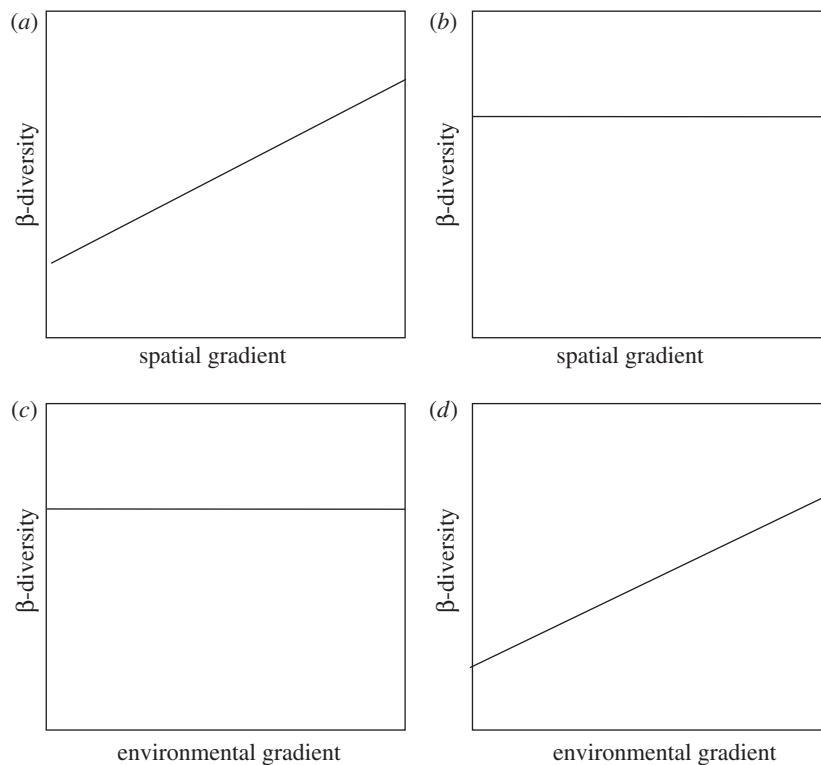 (a)
β-diversity
spatial gradient
(b)
β-diversity
spatial gradient
(c)
β-diversity
environmental gradient
(d)
β-diversity
environmental gradient